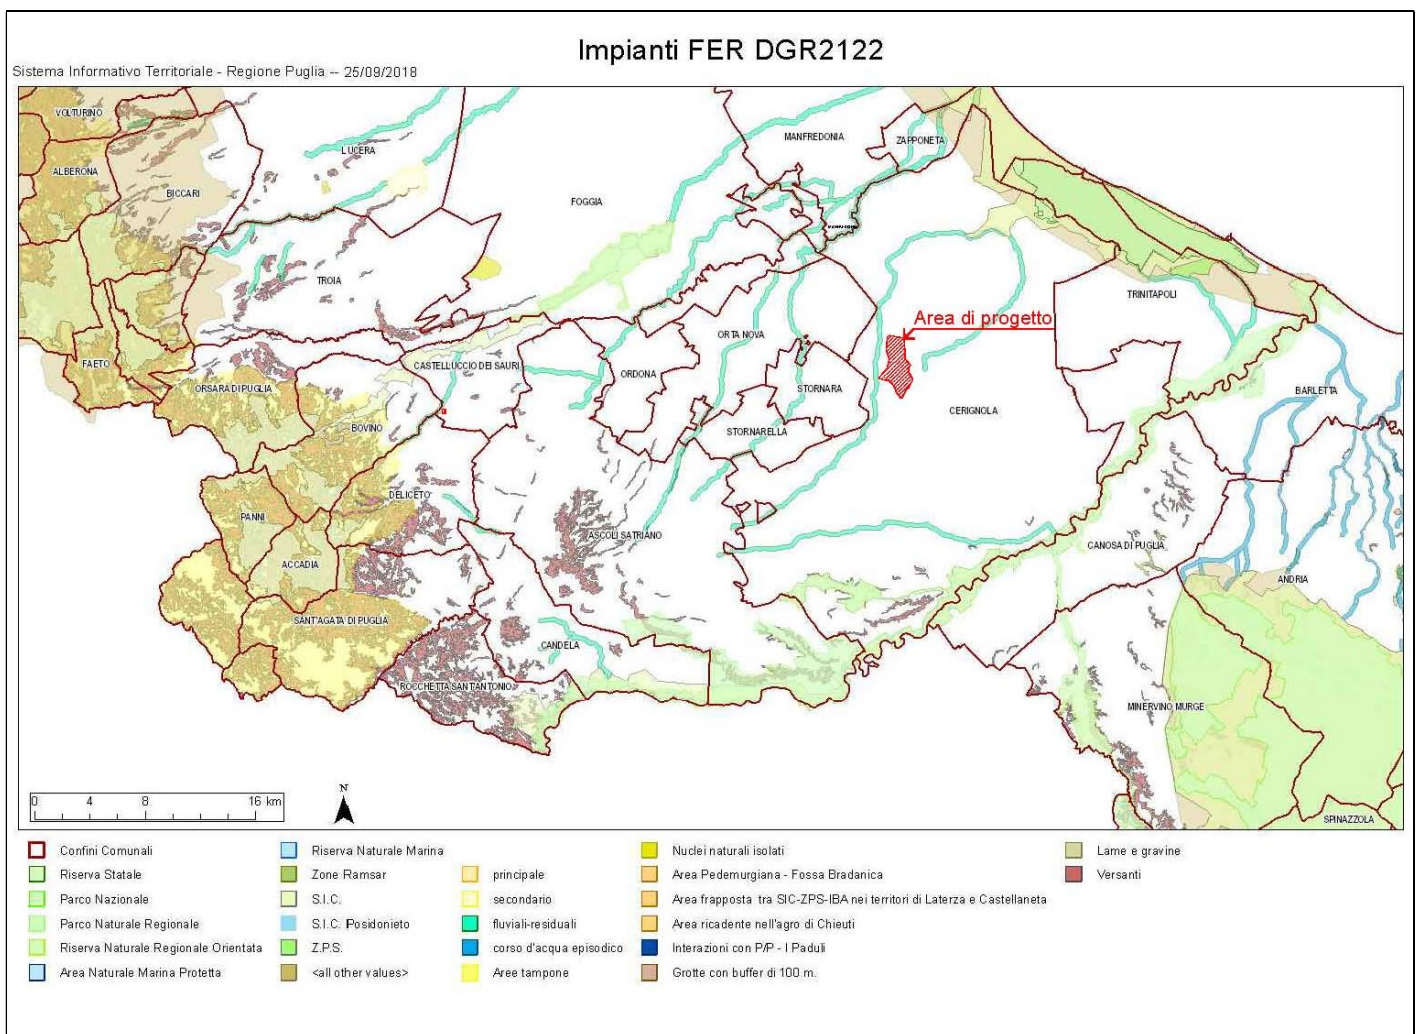 Impianti FER DGR2122
Sistema Informativo Territoriale - Regione Puglia -- 25/09/2018
VOLTURINO
MANFREDONIA
ZAPPONETA
LUCERA
ALBERONA
BICCARI
FOGGIA
TROIA
TRINITAPOLI
Area di progetto
ORTA NOVA
FAETO
CASTELLUCCIO DEI SAURI
ORDONA
ORSARA DI PUGLIA
STORNARA
BARLETTA
CERIGNOLA
BOVINO
STORNARELLA
DELICETO
PANNI
ASCOLI SATRIANO
CANOSA DI PUGLIA
ACCADIA
ANDRIA
SANT'AGATA DI PUGLIA
CANDELA
ROCCHETTA SANT'ANTONIO
MINERVINO MURGE
SPINAZZOLA
N
0 4 8 16 km
Confini Comunali
Riserva Statale
Parco Nazionale
Parco Naturale Regionale
Riserva Naturale Regionale Orientata
Area Naturale Marina Protetta
Riserva Naturale Marina
Zone Ramsar
S.I.C.
S.I.C. Posidonieto
Z.P.S.
<all other values>
principale
secondario
fluviali-residuali
corso d'acqua episodico
Aree tampone
Nuclei naturali isolati
Area Pedemurgiana - Fossa Bradanica
Area frapposta tra SIC-ZPS-IBA nei territori di Laterza e Castellaneta
Area ricadente nell'agro di Chieuti
Interazioni con P/P - I Paduli
Grotte con buffer di 100 m.
Lame e gravine
Versanti